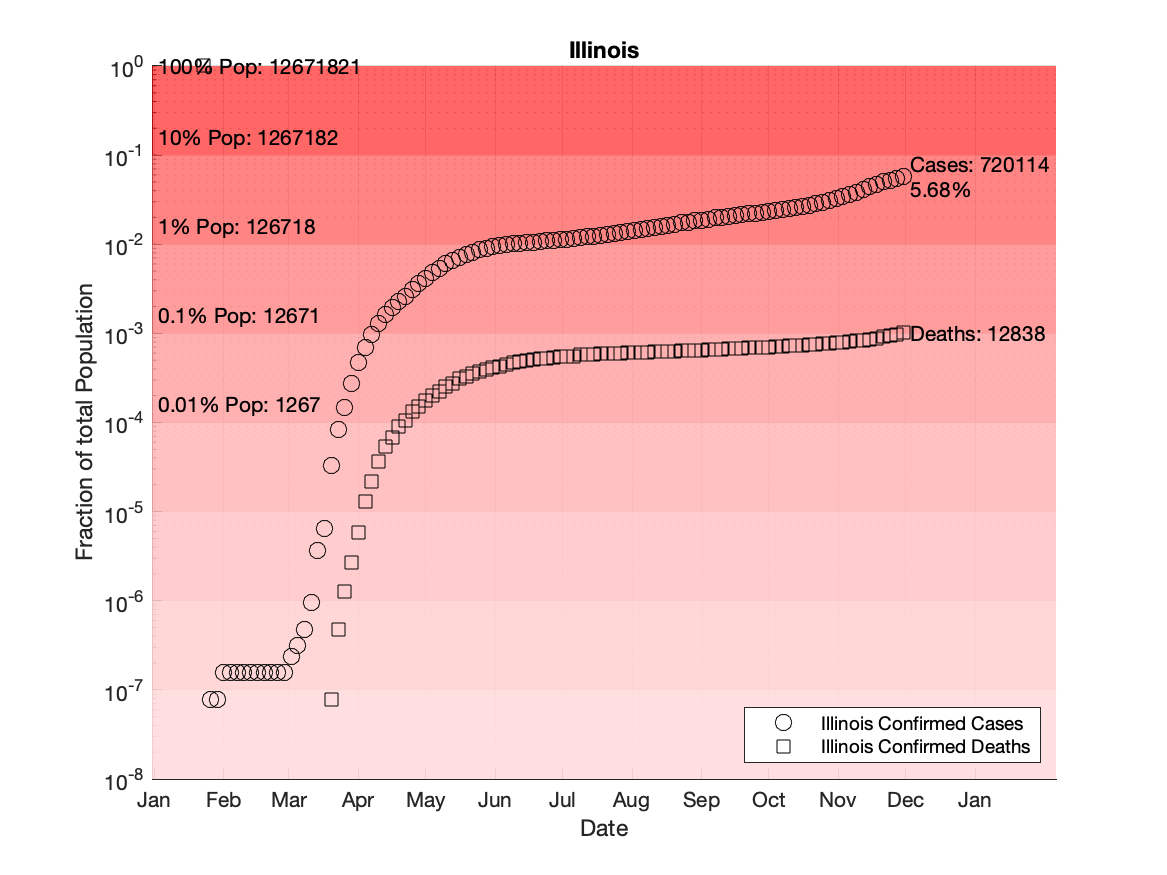 Illinois
10^0
100% Pop: 12671821
10% Pop: 1267182
10^-1
Cases: 720114
5.68%
1% Pop: 126718
10^-2
0.1% Pop: 12671
10^-3
Deaths: 12838
0.01% Pop: 1267
10^-4
10^-5
10^-6
10^-7
10^-8
Fraction of total Population
Illinois Confirmed Cases
Illinois Confirmed Deaths
Jan Feb Mar Apr May Jun Jul Aug Sep Oct Nov Dec Jan
Date